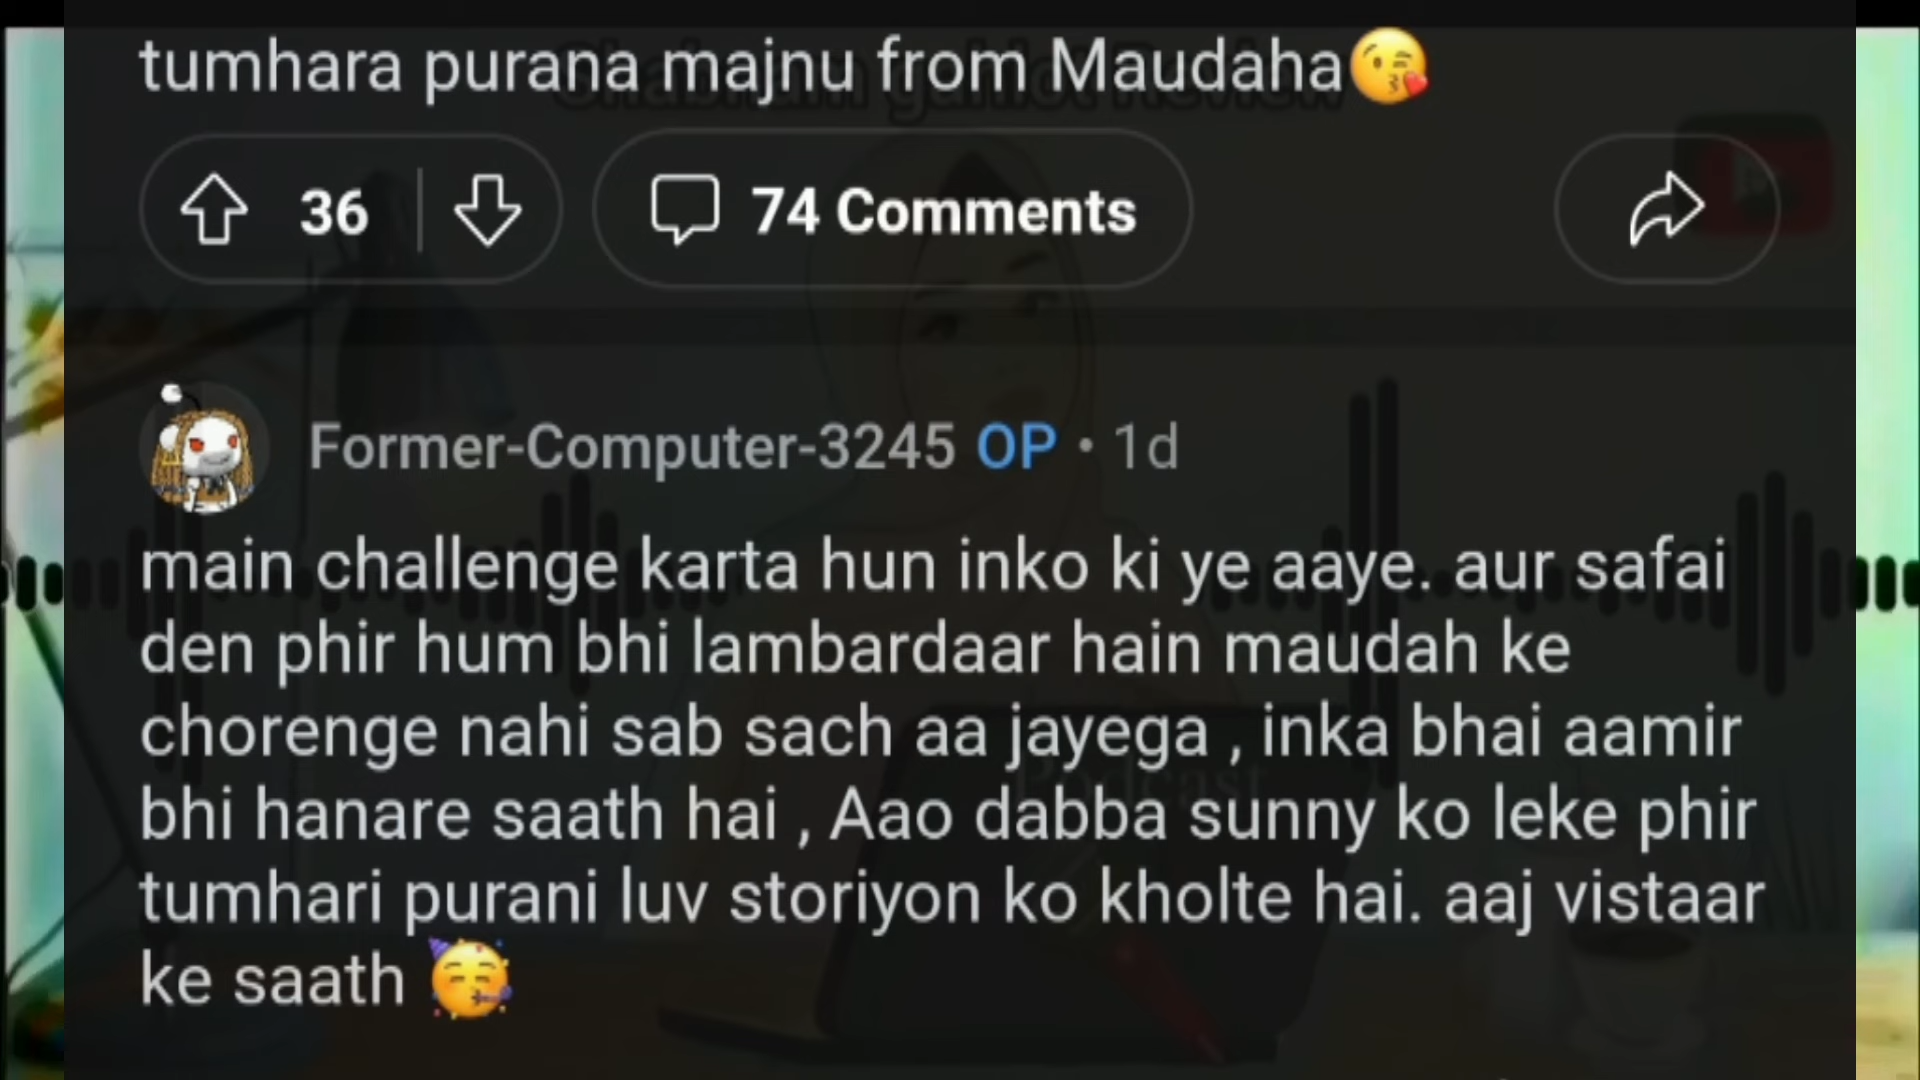 tumhara purana majnu from Maudaha😘
36
74 Comments
Former-Computer-3245 OP • 1d
main challenge karta hun inko ki ye aaye. aur safai
den phir hum bhi lambardaar hain maudah ke
chorenge nahi sab sach aa jayega , inka bhai aamir
bhi hanare saath hai , Aao dabba sunny ko leke phir
tumhari purani luv storiyon ko kholte hai. aaj vistaar
ke saath 🥳
Podcast